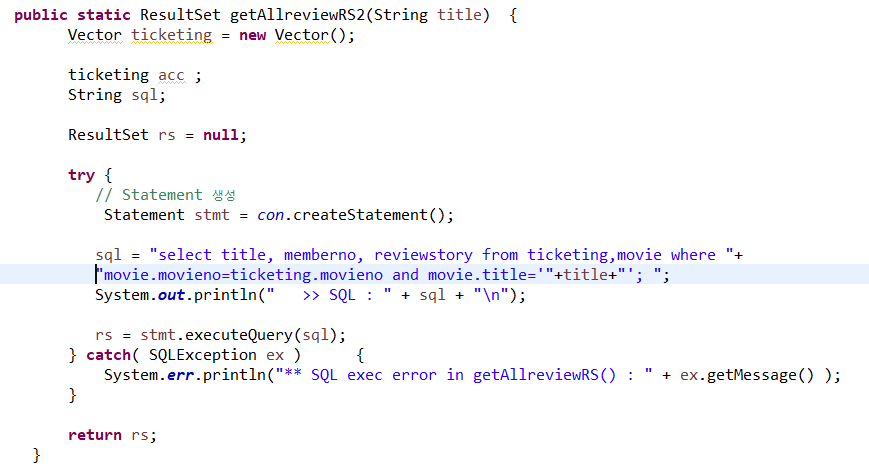 public static ResultSet getAllreviewRS2(String title)  {
Vector ticketing = new Vector();
ticketing acc ;
String sql;
ResultSet rs = null;
try {
// Statement 생성
Statement stmt = con.createStatement();
sql = "select title, memberno, reviewstory from ticketing,movie where "+
"movie.movieno=ticketing.movieno and movie.title='"+title+"'; ";
System.out.println("   >> SQL : " + sql + "\n");
rs = stmt.executeQuery(sql);
} catch( SQLException ex )      {
System.err.println("** SQL exec error in getAllreviewRS() : " + ex.getMessage() );
}
return rs;
}